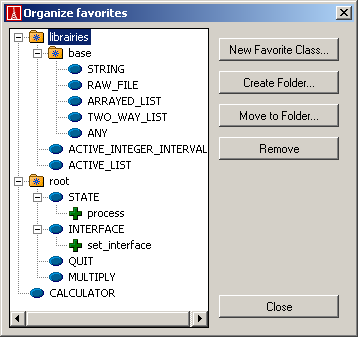 Organize favorites
librairies
base
STRING
RAW_FILE
ARRAYED_LIST
TWO_WAY_LIST
ANY
ACTIVE_INTEGER_INTERVAL
ACTIVE_LIST
root
STATE
process
INTERFACE
set_interface
QUIT
MULTIPLY
CALCULATOR
New Favorite Class...
Create Folder...
Move to Folder...
Remove
Close